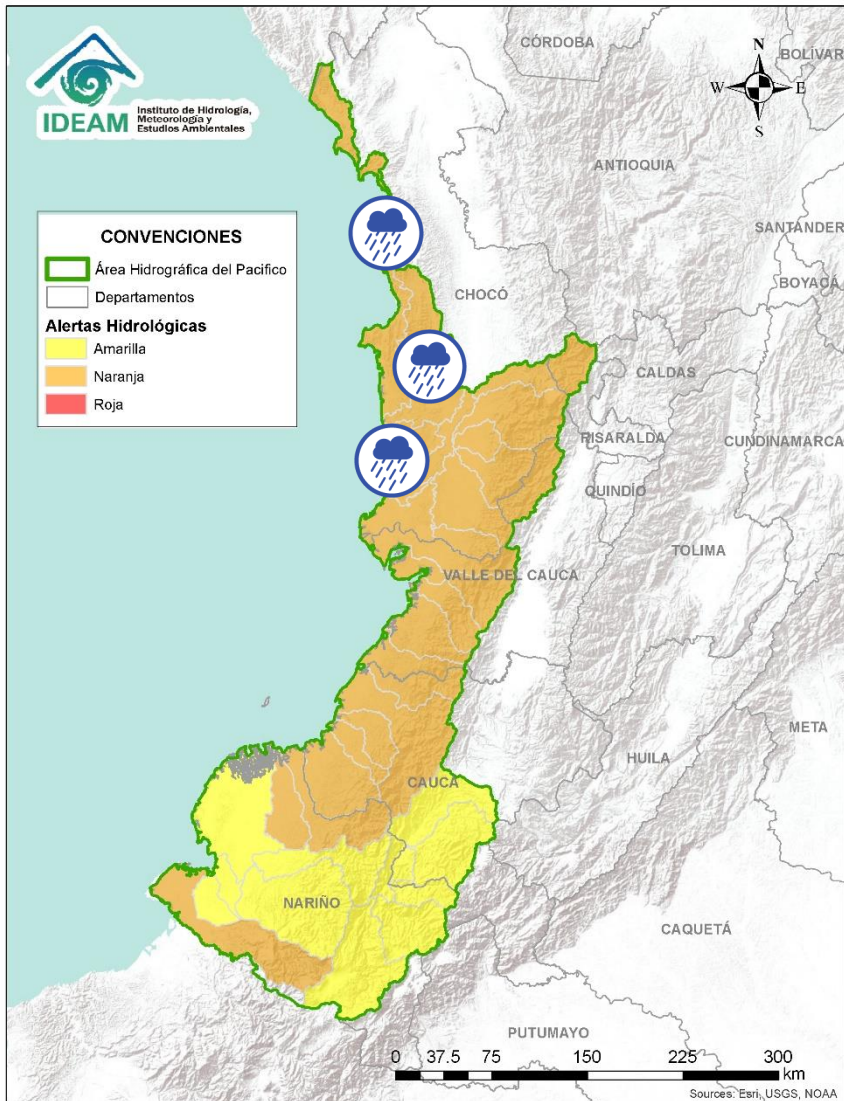 IDEAM
Instituto de Hidrología,
Meteorología y
Estudios Ambientales
CONVENCIONES
Área Hidrográfica del Pacifico
Departamentos
Alertas Hidrológicas
Amarilla
Naranja
Roja
N
W
E
S
CÓRDOBA
BOLÍVAR
ANTIOQUIA
SANTANDER
BOYACÁ
CHOCÓ
CALDAS
RISARALDA
CUNDINAMARCA
QUINDÍO
TOLIMA
VALLE DEL CAUCA
META
HUILA
CAUCA
NARIÑO
CAQUETÁ
PUTUMAYO
0 37.5 75 150 225 300
km
Sources: Esri, USGS, NOAA